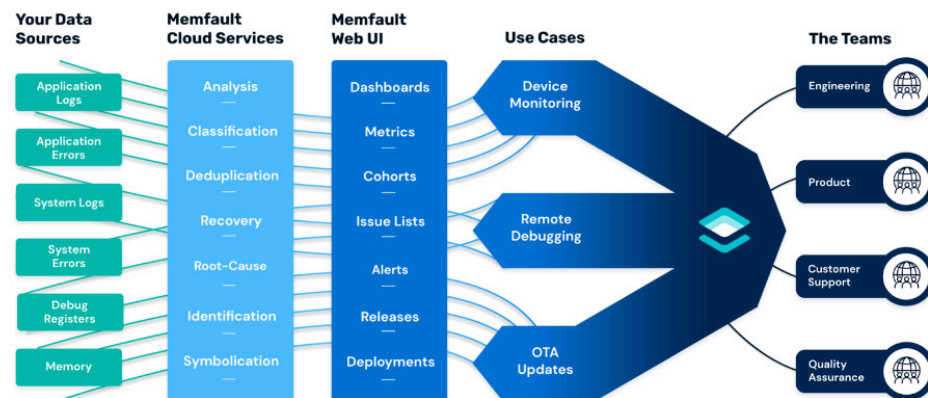 Your Data
Sources
Memfault
Cloud Services
Memfault
Web UI
Use Cases
The Teams
Application
Logs
Application
Errors
System Logs
System
Errors
Debug
Registers
Memory
Analysis
Classification
Deduplication
Recovery
Root-Cause
Identification
Symbolication
Dashboards
Metrics
Cohorts
Issue Lists
Alerts
Releases
Deployments
Device
Monitoring
Remote
Debugging
OTA
Updates
Engineering
Product
Customer
Support
Quality
Assurance